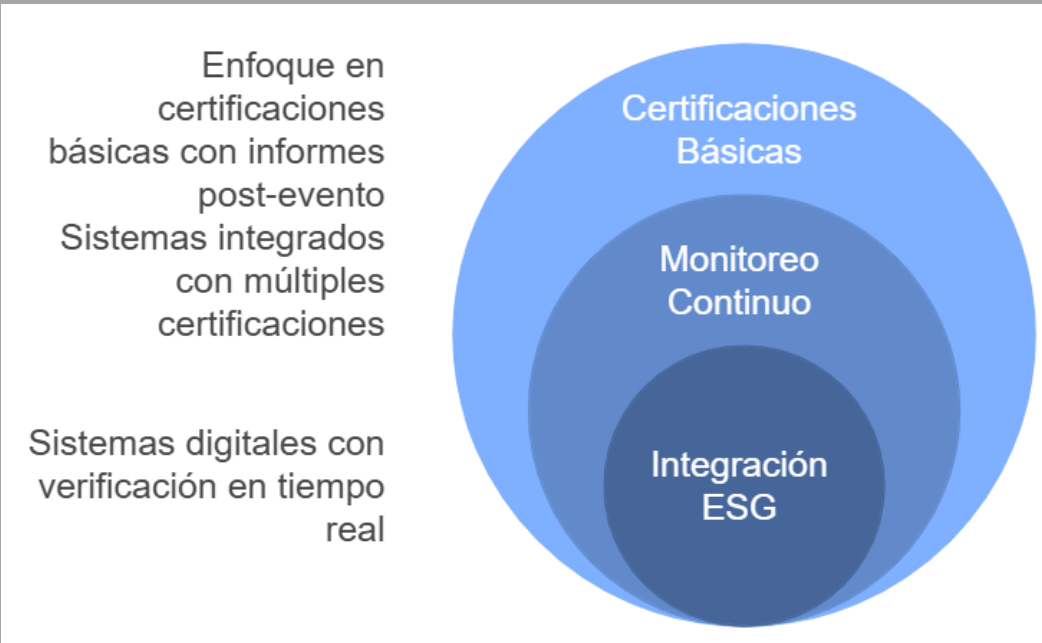 Enfoque en
certificaciones
básicas con informes
post-evento
Sistemas integrados
con múltiples
certificaciones
Sistemas digitales con
verificación en tiempo
real
Certificaciones
Básicas
Monitoreo
Continuo
Integración
ESG